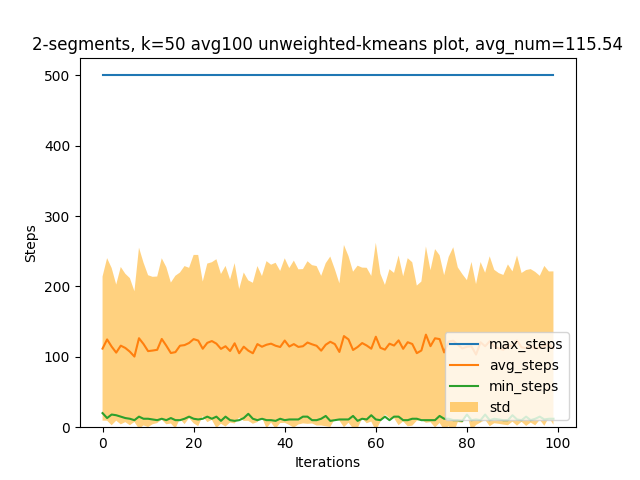 2-segments, k=50 avg100 unweighted-kmeans plot, avg_num=115.54
500
400
300
200
100
0
Steps
max_steps
avg_steps
min_steps
std
0
20
40
60
80
100
Iterations